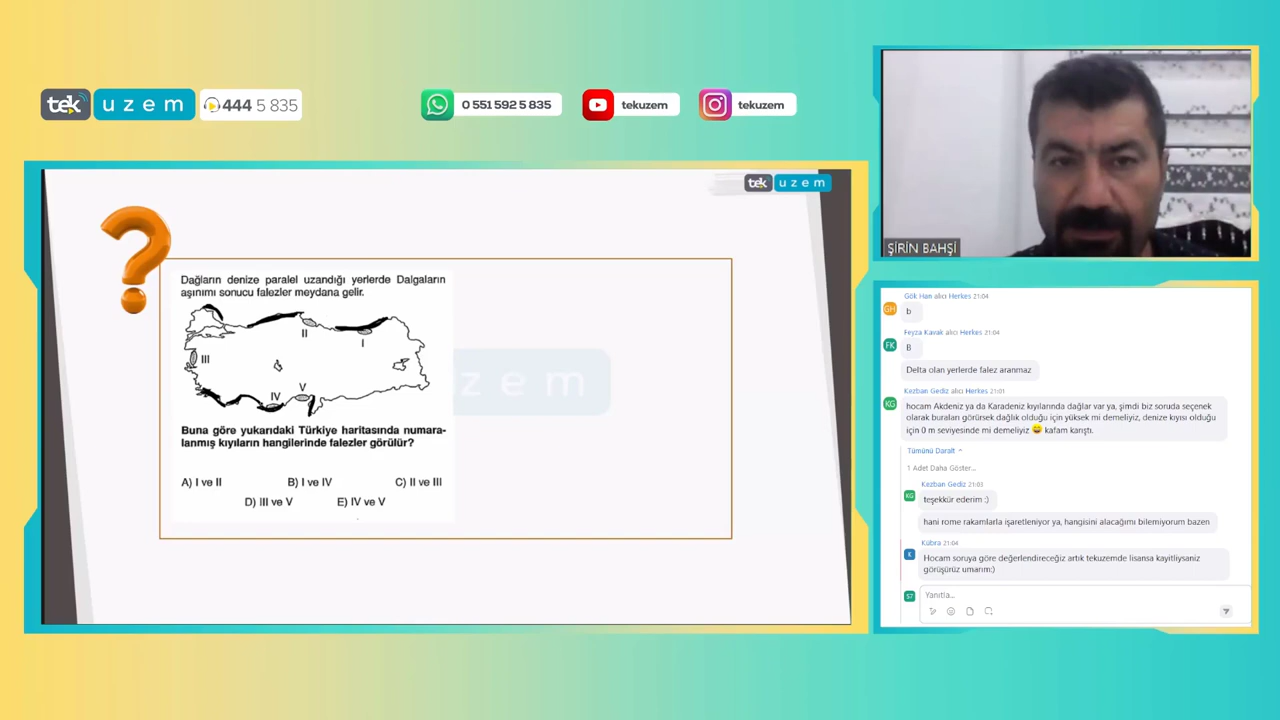 tek uzem 444 5 835
0 551 592 5 835
tekuzem
tekuzem
tek uzem
Dağların denize paralel uzandığı yerlerde Dalgaların
aşınımı sonucu falezler meydana gelir.
II
I
III
V
IV
zem
Buna göre yukarıdaki Türkiye haritasında numara-
lanmış kıyıların hangilerinde falezler görülür?
A) I ve II B) I ve IV C) II ve III
D) III ve V E) IV ve V
ŞİRİN BAHŞİ
Gök Han alıcı Herkes 21:04
GH
b
Feyza Kavak alıcı Herkes 21:04
FK
B
Delta olan yerlerde falez aranmaz
Kezban Gediz alıcı Herkes 21:01
KG
hocam Akdeniz ya da Karadeniz kıyılarında dağlar var ya, şimdi biz soruda seçenek
olarak buraları görürsek dağlık olduğu için yüksek mi demeliyiz, denize kıyısı olduğu
için 0 m seviyesinde mi demeliyiz 😄 kafam karıştı.
Tümünü Daralt
1 Adet Daha Göster...
Kezban Gediz 21:03
KG
teşekkür ederim :)
hani rome rakamlarla işaretleniyor ya, hangisini alacağımı bilemiyorum bazen
Kübra 21:04
K
Hocam soruya göre değerlendireceğiz artık tekuzemde lisansa kayitliysaniz
görüşürüz umarım:)
Yanıtla...